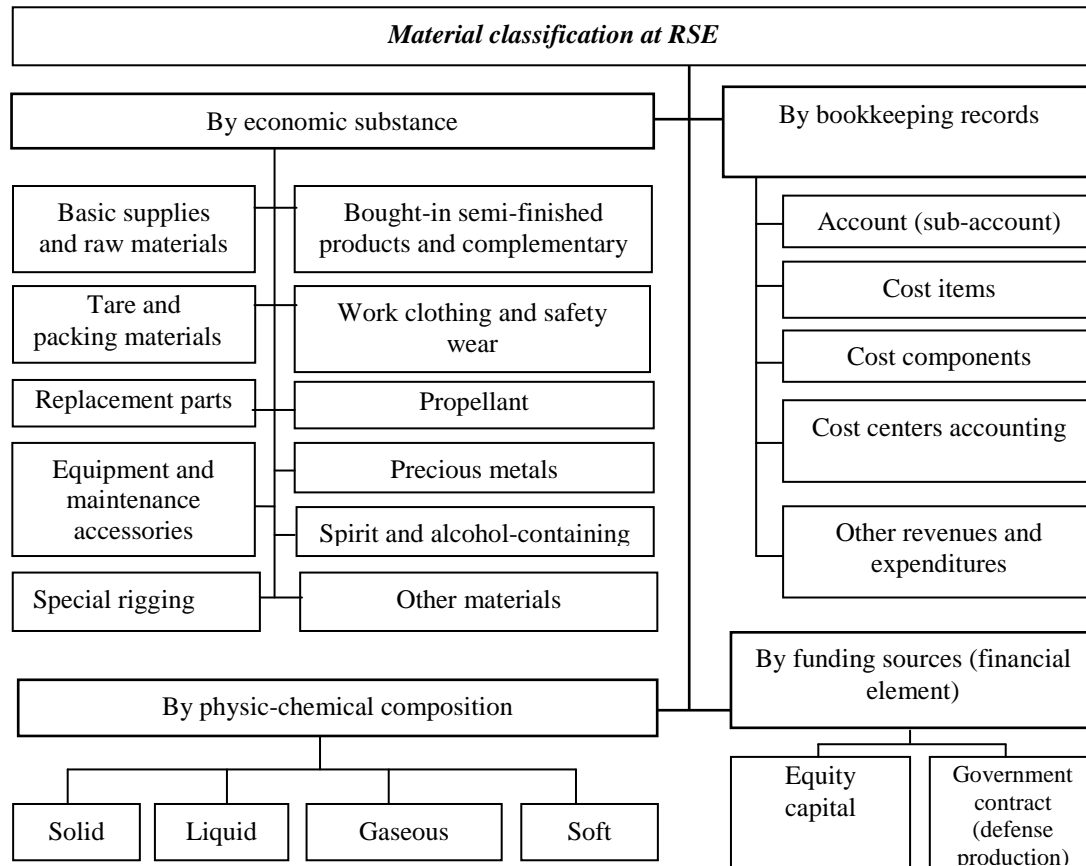 Material classification at RSE
By economic substance
By bookkeeping records
Basic supplies
and raw materials
Bought-in semi-finished
products and complementary
Tare and
packing materials
Work clothing and safety
wear
Replacement parts
Propellant
Equipment and
maintenance
accessories
Precious metals
Spirit and alcohol-containing
Special rigging
Other materials
Account (sub-account)
Cost items
Cost components
Cost centers accounting
Other revenues and
expenditures
By physic-chemical composition
By funding sources (financial
element)
Solid
Liquid
Gaseous
Soft
Equity
capital
Government
contract
(defense
production)